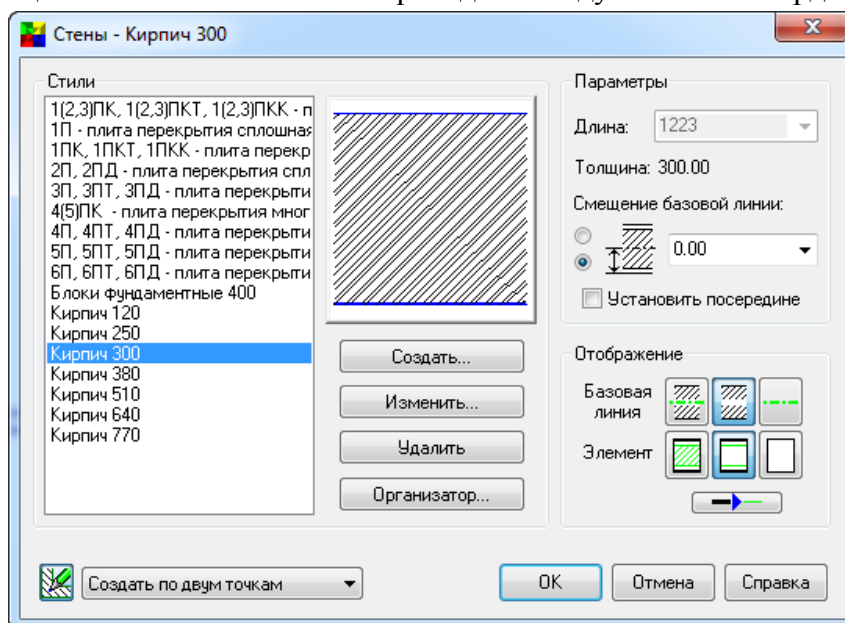 Стены - Кирпич 300
Стили
1(2,3)ПК, 1(2,3)ПКТ, 1(2,3)ПКК - п
1П - плита перекрытия сплошная
1ПК, 1ПКТ, 1ПКК - плита перекр
2П, 2ПД - плита перекрытия спл
3П, 3ПТ, 3ПД - плита перекрыти
4(5)ПК - плита перекрытия мног
4П, 4ПТ, 4ПД - плита перекрыти
5П, 5ПТ, 5ПД - плита перекрыти
6П, 6ПТ, 6ПД - плита перекрыти
Блоки фундаментные 400
Кирпич 120
Кирпич 250
Кирпич 300
Кирпич 380
Кирпич 510
Кирпич 640
Кирпич 770
Создать...
Изменить...
Удалить
Организатор...
Параметры
Длина: 1223
Толщина: 300.00
Смещение базовой линии:
0.00
Установить посередине
Отображение
Базовая
линия
Элемент
Создать по двум точкам
OK
Отмена
Справка